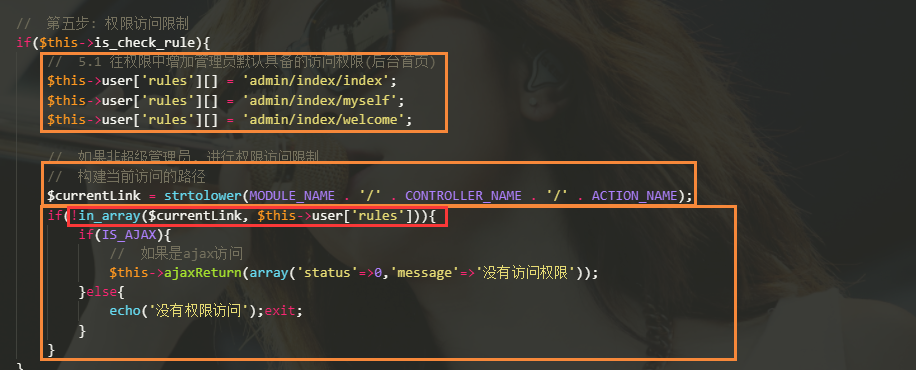 // 第五步: 权限访问限制
if($this->is_check_rule){
// 5.1 往权限中增加管理员默认具备的访问权限(后台首页)
$this->user['rules'][] = 'admin/index/index';
$this->user['rules'][] = 'admin/index/myself';
$this->user['rules'][] = 'admin/index/welcome';
// 如果非超级管理员，进行权限访问限制
// 构建当前访问的路径
$currentLink = strtolower(MODULE_NAME . '/' . CONTROLLER_NAME . '/' . ACTION_NAME);
if(!in_array($currentLink, $this->user['rules'])){
if(IS_AJAX){
// 如果是ajax访问
$this->ajaxReturn(array('status'=>0,'message'=>'没有访问权限'));
}else{
echo('没有权限访问');exit;
}
}
}